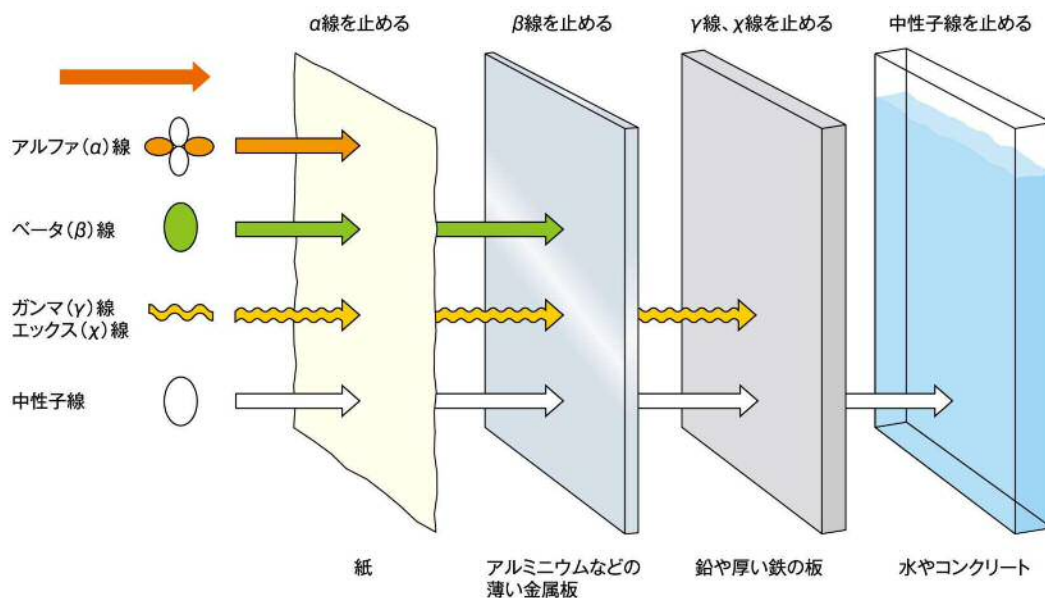 α線を止める
β線を止める
γ線、χ線を止める
中性子線を止める
アルファ(α)線
ベータ(β)線
ガンマ(γ)線
エックス(χ)線
中性子線
紙
アルミニウムなどの
薄い金属板
鉛や厚い鉄の板
水やコンクリート